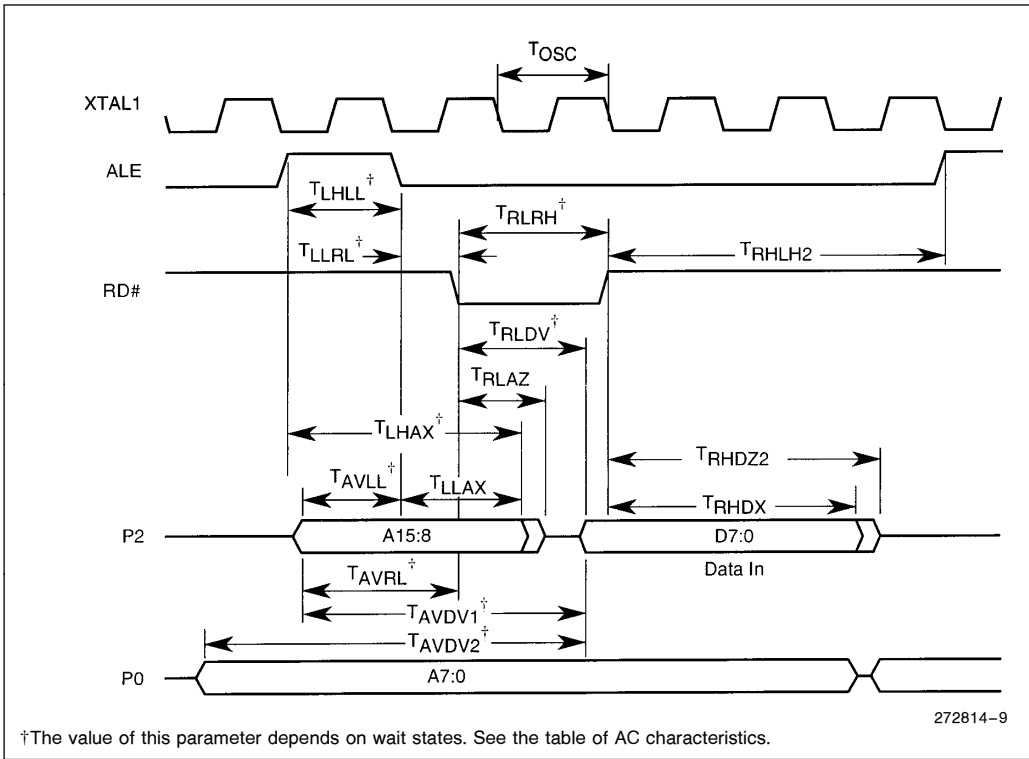 TOSC
XTAL1
ALE
TLHLL†
TRLRH†
TLLRL†
TRHLH2
RD#
TRLDV†
TRLAZ
TLHAX†
TRHDZ2
TAVLL†
TLLAX
TRHDX
P2
A15:8
D7:0
Data In
TAVRL†
TAVDV1†
TAVDV2†
P0
A7:0
272814–9
†The value of this parameter depends on wait states. See the table of AC characteristics.